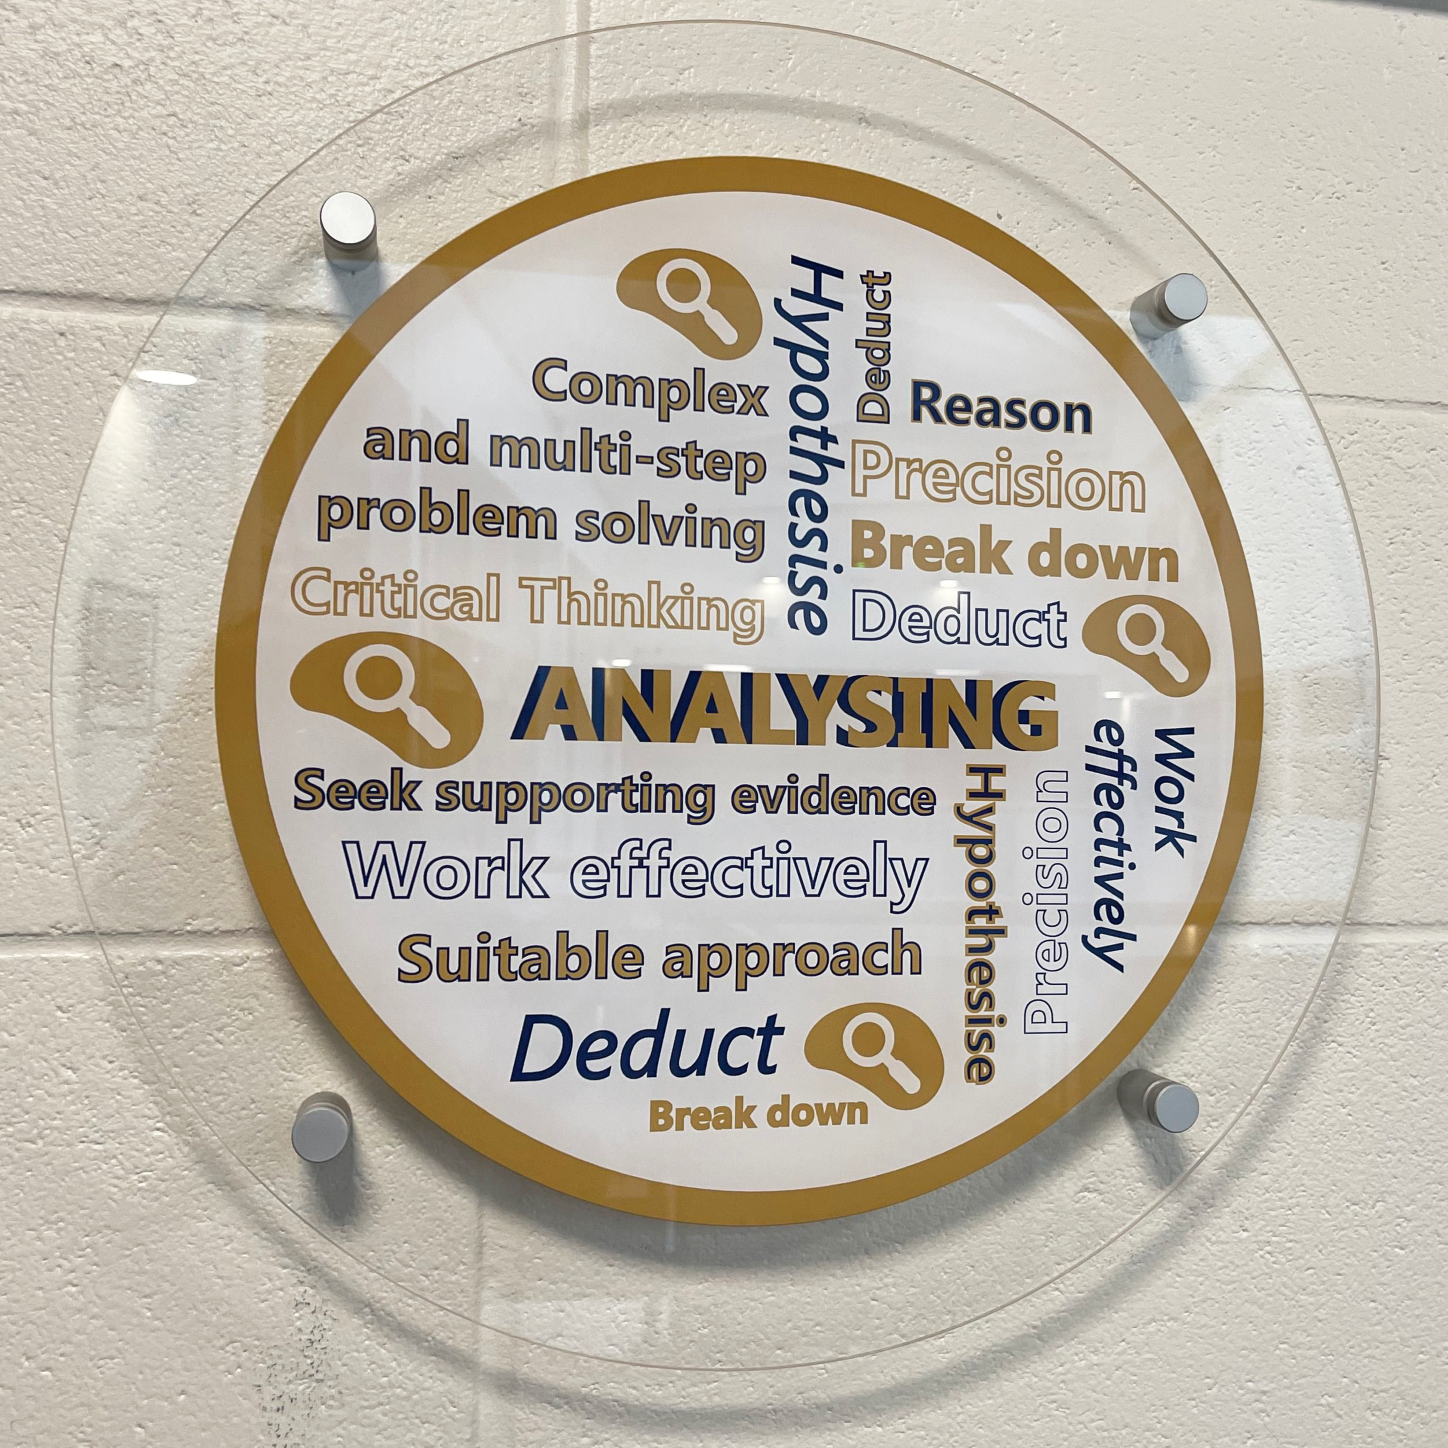 Hypothesise
Deduct
Complex
and multi-step
problem solving
Reason
Precision
Break down
Critical Thinking
Deduct
ANALYSING
Work
effectively
Seek supporting evidence
Hypothesise
Precision
Work effectively
Suitable approach
Deduct
Break down